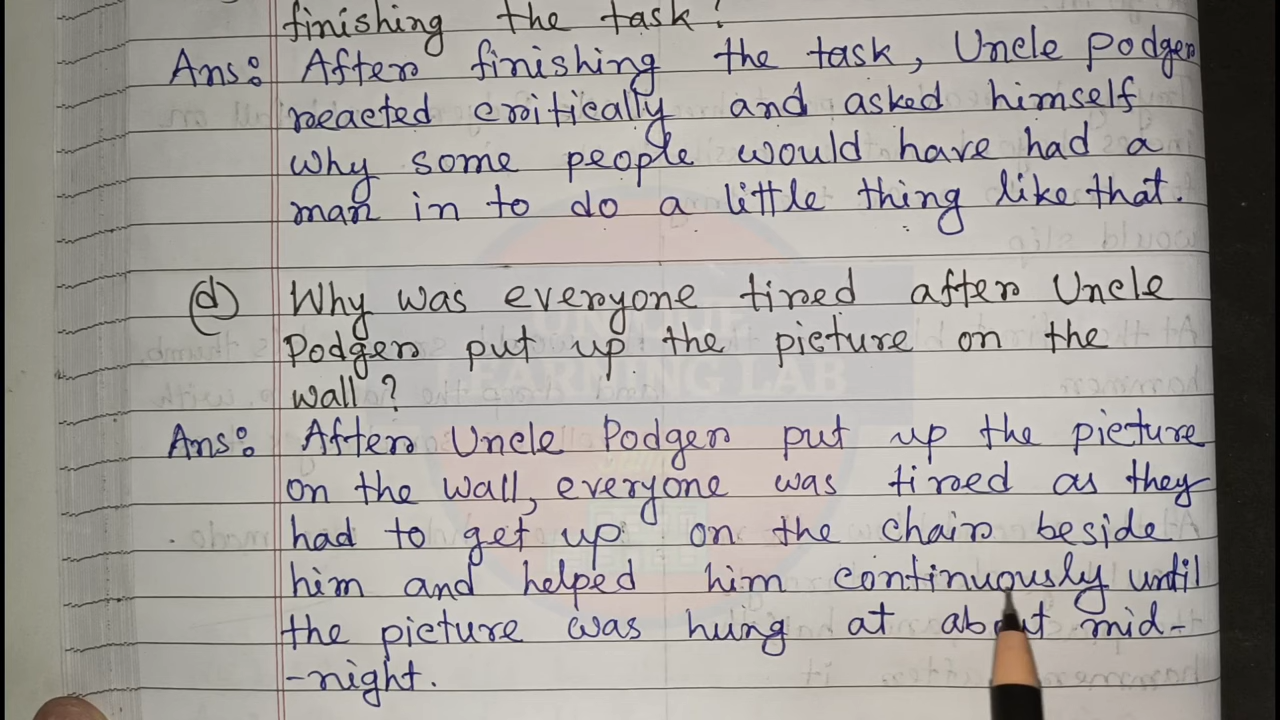 finishing the task?
Ans: After finishing the task, Uncle Podger
reacted critically and asked himself
why some people would have had a
man in to do a little thing like that.
(d) Why was everyone tired after Uncle
Podger put up the picture on the
wall?
Ans: After Uncle Podger put up the picture
on the wall, everyone was tired as they
had to get up on the chair beside
him and helped him continuously until
the picture was hung at about mid-
-night.
LEARNING LAB